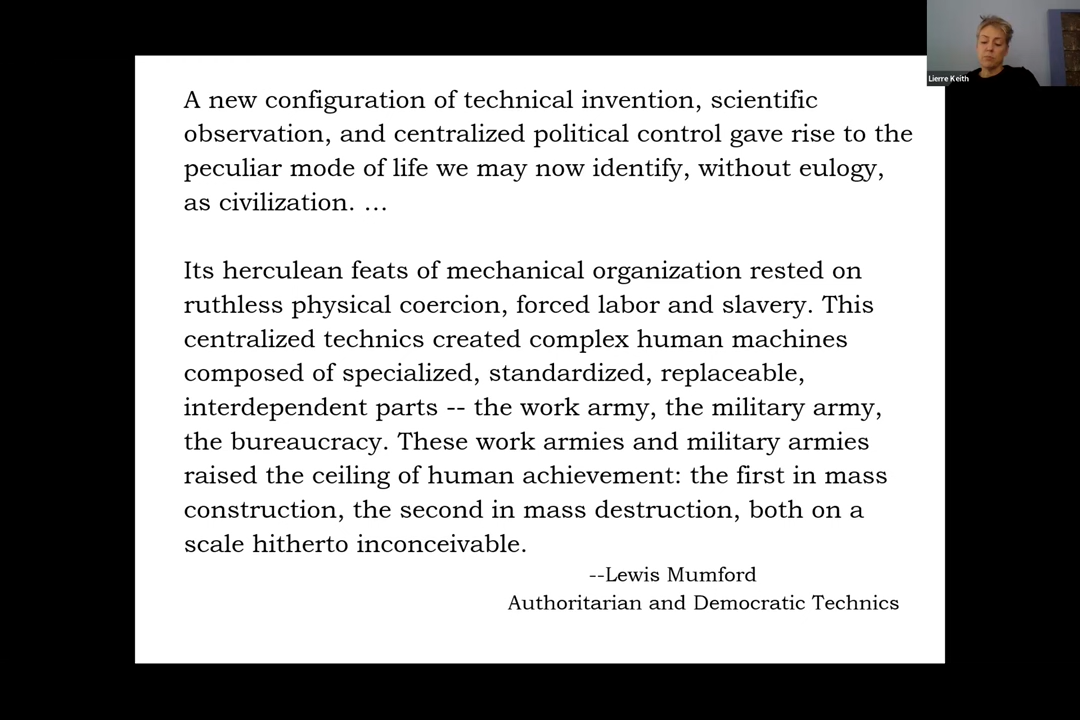 Lierre Keith
A new configuration of technical invention, scientific
observation, and centralized political control gave rise to the
peculiar mode of life we may now identify, without eulogy,
as civilization. …
Its herculean feats of mechanical organization rested on
ruthless physical coercion, forced labor and slavery. This
centralized technics created complex human machines
composed of specialized, standardized, replaceable,
interdependent parts -- the work army, the military army,
the bureaucracy. These work armies and military armies
raised the ceiling of human achievement: the first in mass
construction, the second in mass destruction, both on a
scale hitherto inconceivable.
--Lewis Mumford
Authoritarian and Democratic Technics